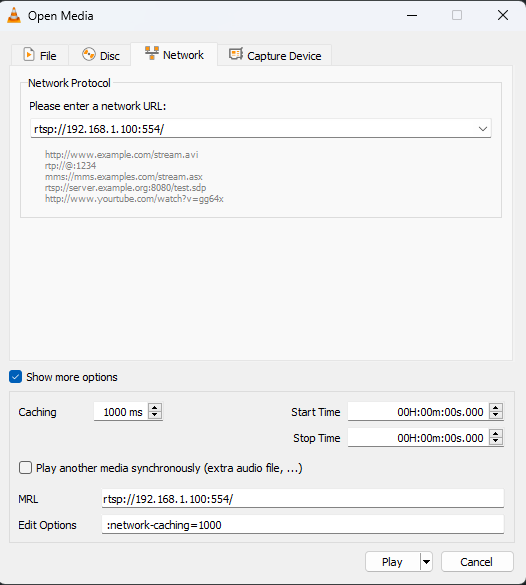 Open Media
File Disc Network Capture Device
Network Protocol
Please enter a network URL:
rtsp://192.168.1.100:554/
http://www.example.com/stream.avi
rtp://@:1234
mms://mms.examples.com/stream.asx
rtsp://server.example.org:8080/test.sdp
http://www.yourtube.com/watch?v=gg64x
Show more options
Caching 1000 ms Start Time 00H:00m:00s.000
Stop Time 00H:00m:00s.000
Play another media synchronously (extra audio file, ...)
MRL rtsp://192.168.1.100:554/
Edit Options :network-caching=1000
Play Cancel